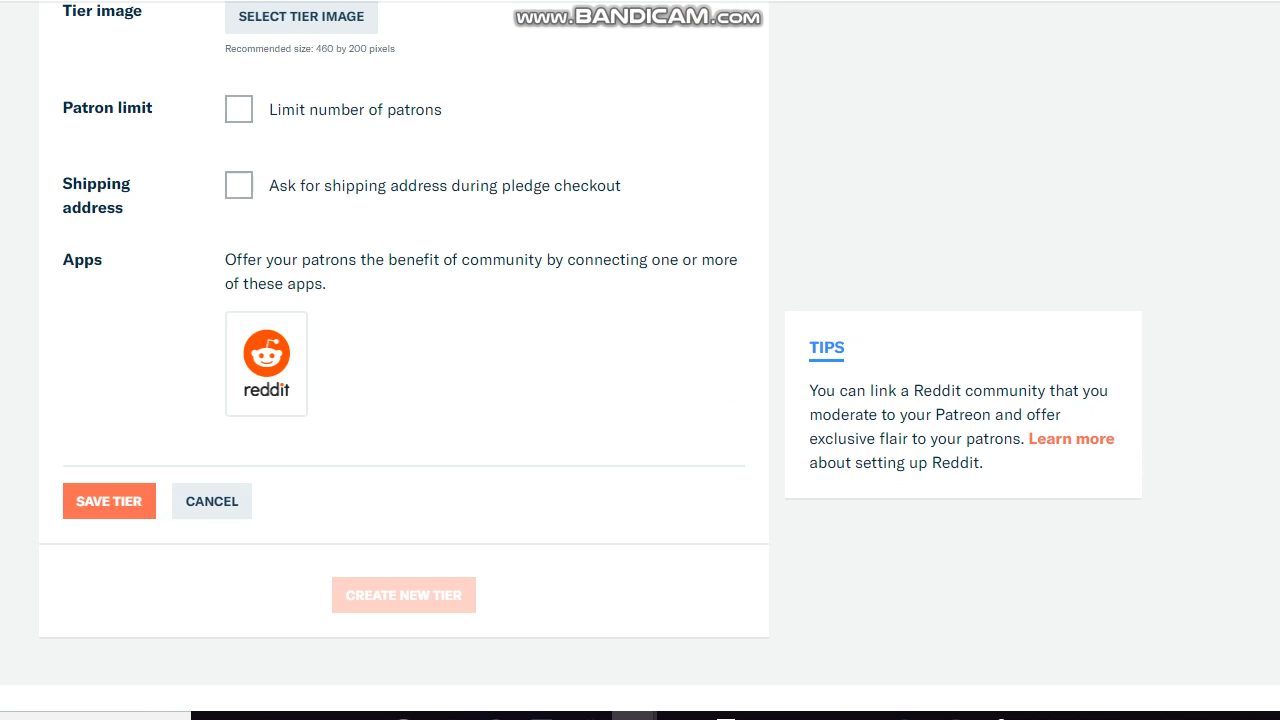 www.BANDICAM.com
Tier image
SELECT TIER IMAGE
Recommended size: 460 by 200 pixels
Patron limit
Limit number of patrons
Shipping
address
Ask for shipping address during pledge checkout
Apps
Offer your patrons the benefit of community by connecting one or more
of these apps.
reddit
TIPS
You can link a Reddit community that you
moderate to your Patreon and offer
exclusive flair to your patrons. Learn more
about setting up Reddit.
SAVE TIER
CANCEL
CREATE NEW TIER